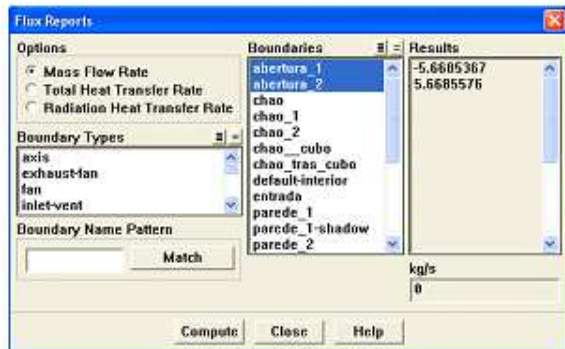 Flux Reports
Options
Mass Flow Rate
Total Heat Transfer Rate
Radiation Heat Transfer Rate
Boundary Types
axis
exhaust-fan
fan
inlet-vent
Boundary Name Pattern
Match
Boundaries
abertura_1
abertura_2
chao
chao_1
chao_2
chao__cubo
chao_tras_cubo
default-interior
entrada
parede_1
parede_1-shadow
parede_2
Results
-5.6685367
5.6685576
kg/s
0
Compute Close Help